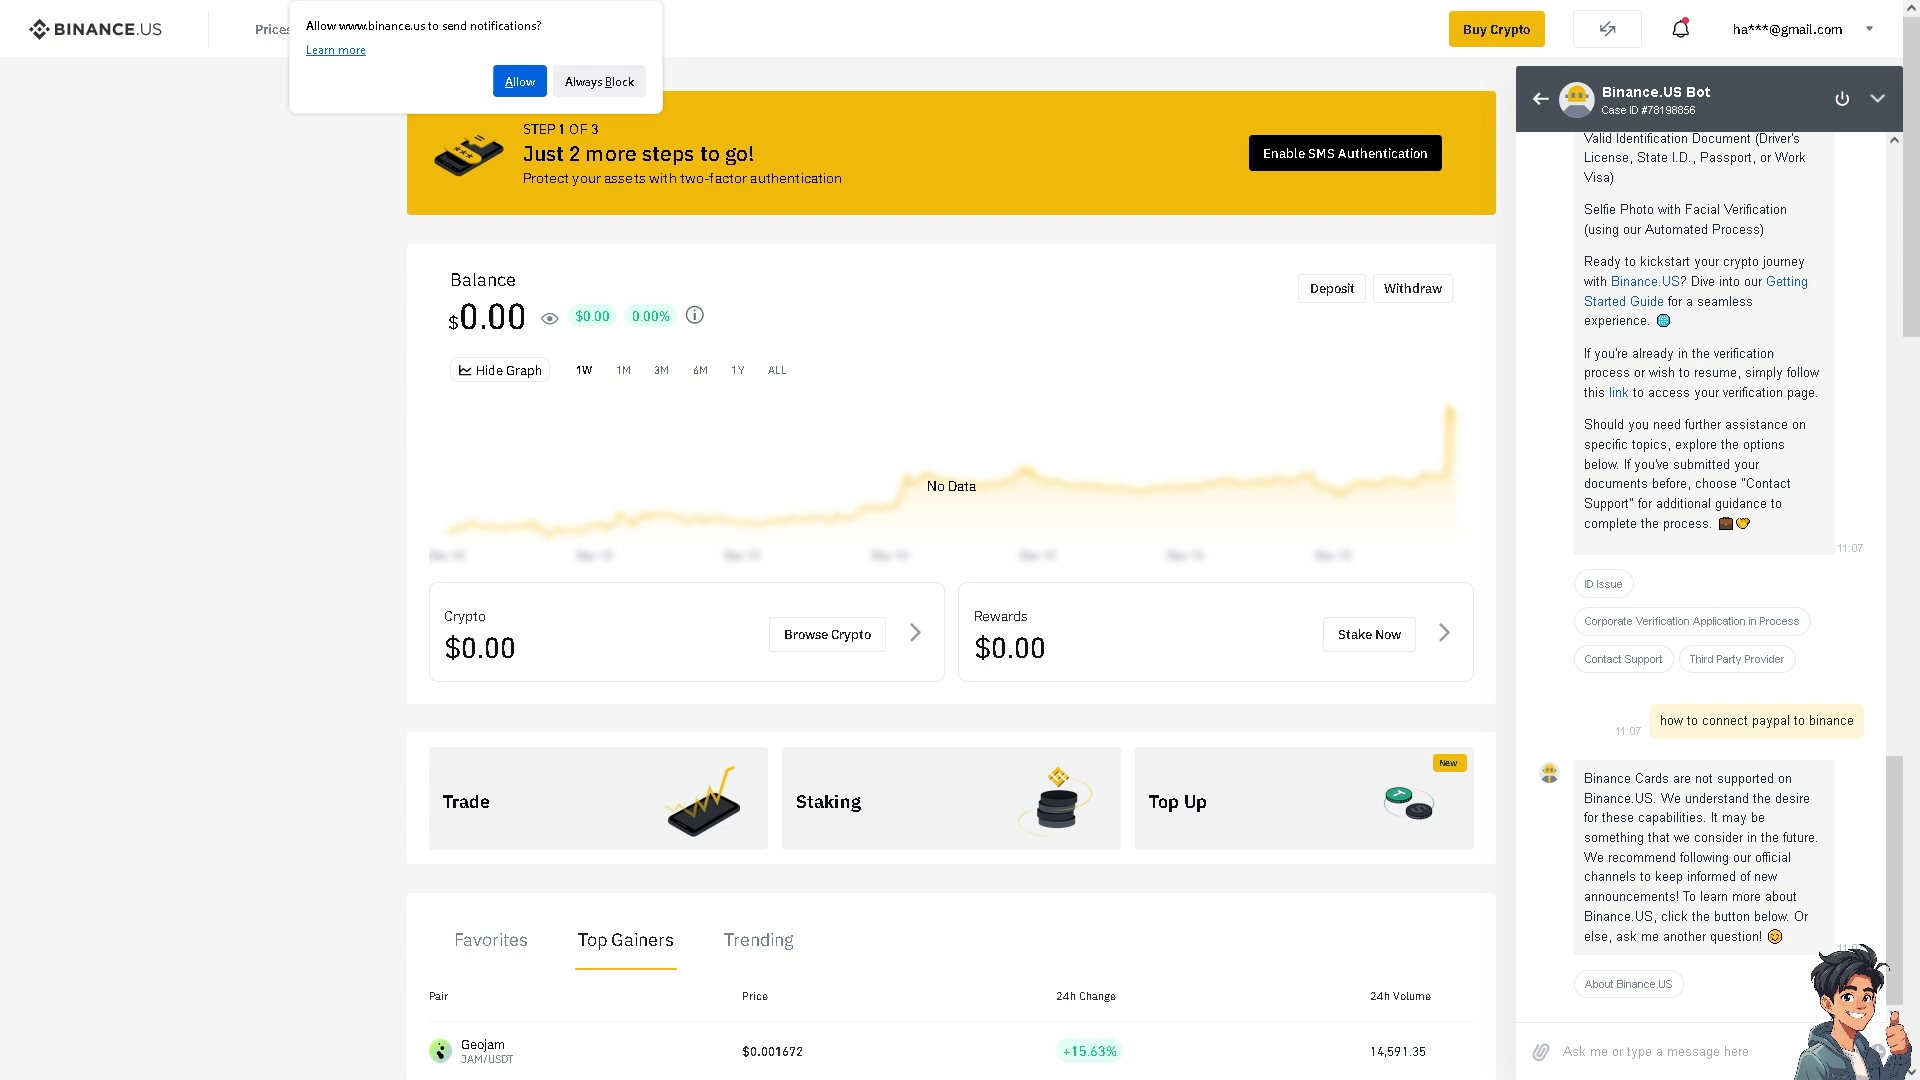 BINANCE.US
Prices
Allow www.binance.us to send notifications?
Learn more
Allow
Always Block
Buy Crypto
ha***@gmail.com
STEP 1 OF 3
Just 2 more steps to go!
Protect your assets with two-factor authentication
Enable SMS Authentication
Balance
$0.00
$0.00
0.00%
Deposit
Withdraw
Hide Graph
1W
1M
3M
6M
1Y
ALL
No Data
Crypto
$0.00
Browse Crypto
Rewards
$0.00
Stake Now
Trade
Staking
Top Up
New
Favorites
Top Gainers
Trending
Pair
Price
24h Change
24h Volume
Geojam
JAM/USDT
$0.001672
+15.63%
14,591.35
Binance.US Bot
Case ID #78198856
Valid Identification Document (Driver's
License, State I.D., Passport, or Work
Visa)
Selfie Photo with Facial Verification
(using our Automated Process)
Ready to kickstart your crypto journey
with Binance.US? Dive into our Getting
Started Guide for a seamless
experience. 🌐
If you're already in the verification
process or wish to resume, simply follow
this link to access your verification page.
Should you need further assistance on
specific topics, explore the options
below. If you've submitted your
documents before, choose "Contact
Support" for additional guidance to
complete the process. 💼💛
11:07
ID Issue
Corporate Verification Application in Process
Contact Support
Third Party Provider
how to connect paypal to binance
11:07
Binance Cards are not supported on
Binance.US. We understand the desire
for these capabilities. It may be
something that we consider in the future.
We recommend following our official
channels to keep informed of new
announcements! To learn more about
Binance.US, click the button below. Or
else, ask me another question! 😊
About Binance.US
Ask me or type a message here